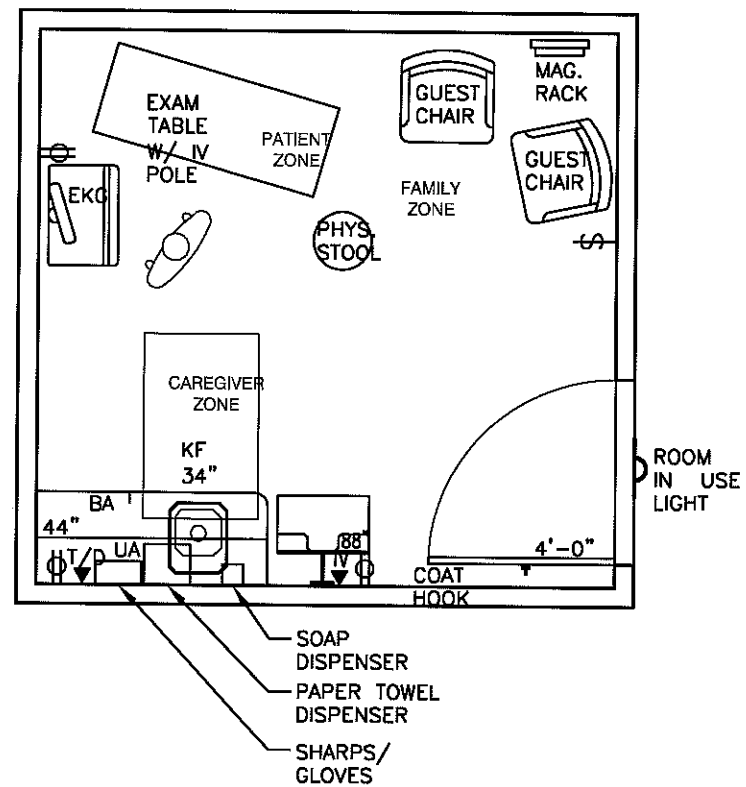 EXAM
TABLE
W/ IV
POLE
PATIENT
ZONE
GUEST
CHAIR
MAG.
RACK
GUEST
CHAIR
FAMILY
ZONE
EKG
PHYS.
STOOL
S
CAREGIVER
ZONE
KF
34"
BA
44"
T/D
UA
88"
IV
4'-0"
COAT
HOOK
ROOM
IN USE
LIGHT
SOAP
DISPENSER
PAPER TOWEL
DISPENSER
SHARPS/
GLOVES